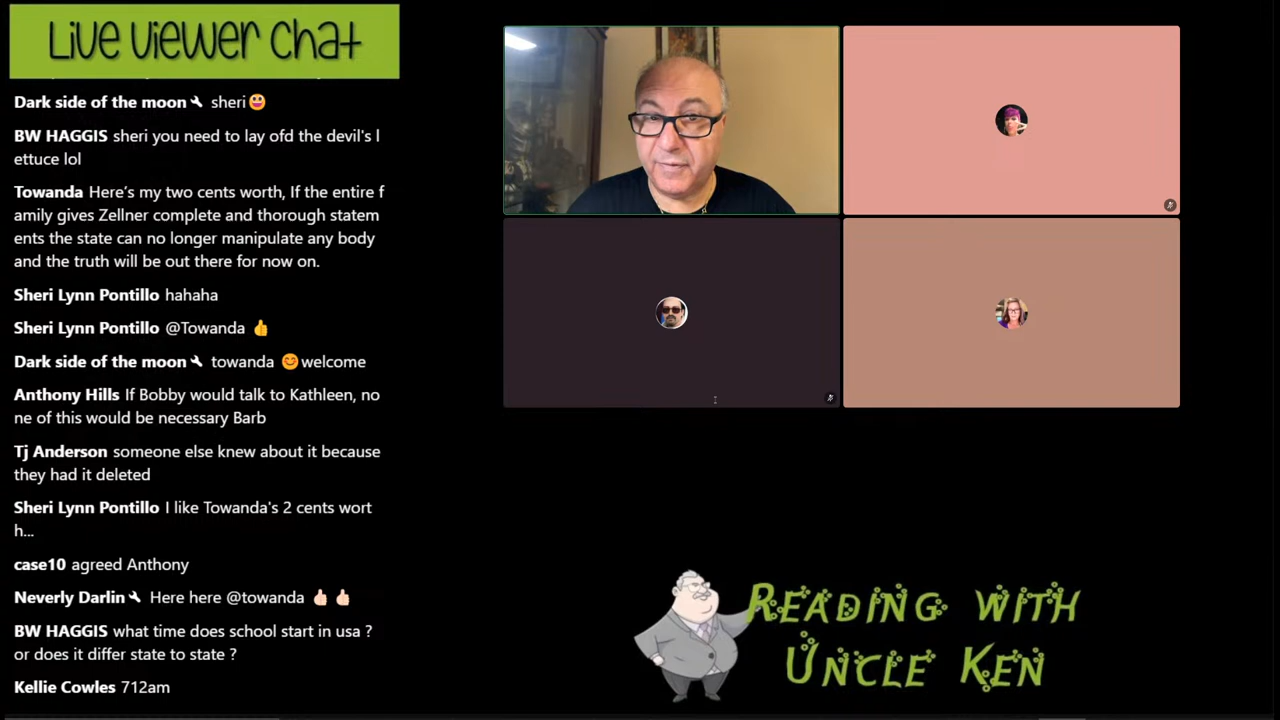 Live viewer chat
Dark side of the moon sheri
BW HAGGIS sheri you need to lay ofd the devil's l
ettuce lol
Towanda Here's my two cents worth, If the entire f
amily gives Zellner complete and thorough statem
ents the state can no longer manipulate any body
and the truth will be out there for now on.
Sheri Lynn Pontillo hahaha
Sheri Lynn Pontillo @Towanda 👍
Dark side of the moon towanda 😊welcome
Anthony Hills If Bobby would talk to Kathleen, no
ne of this would be necessary Barb
Tj Anderson someone else knew about it because
they had it deleted
Sheri Lynn Pontillo I like Towanda's 2 cents wort
h...
case10 agreed Anthony
Neverly Darlin Here here @towanda 👍🏻 👍🏻
BW HAGGIS what time does school start in usa ?
or does it differ state to state ?
Kellie Cowles 712am
READING WITH
UNCLE KEN